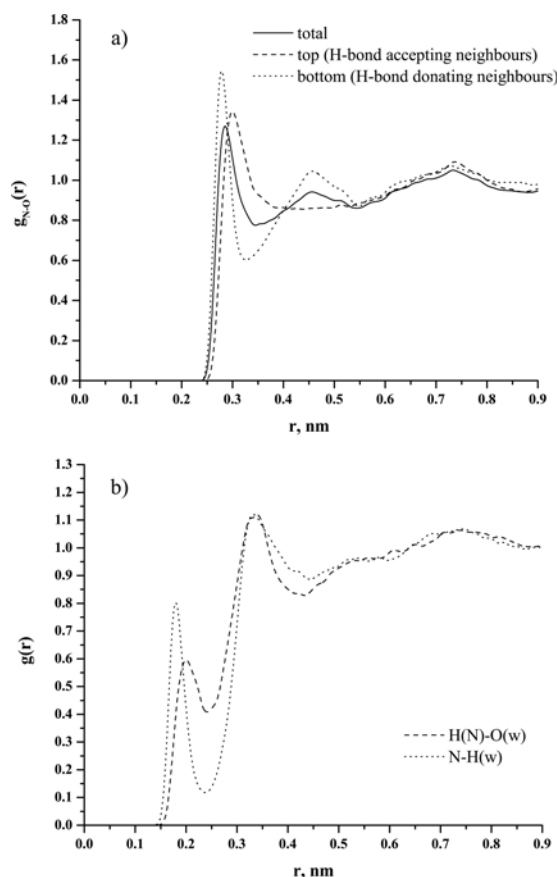 a)
total
top (H-bond accepting neighbours)
bottom (H-bond donating neighbours)
1.8
1.6
1.4
1.2
1.0
0.8
0.6
0.4
0.2
0.0
g_N-O(r)
0.0 0.1 0.2 0.3 0.4 0.5 0.6 0.7 0.8 0.9
r, nm
b)
1.3
1.2
1.1
1.0
0.9
0.8
0.7
0.6
0.5
0.4
0.3
0.2
0.1
0.0
g(r)
H(N)-O(w)
N-H(w)
0.0 0.1 0.2 0.3 0.4 0.5 0.6 0.7 0.8 0.9
r, nm